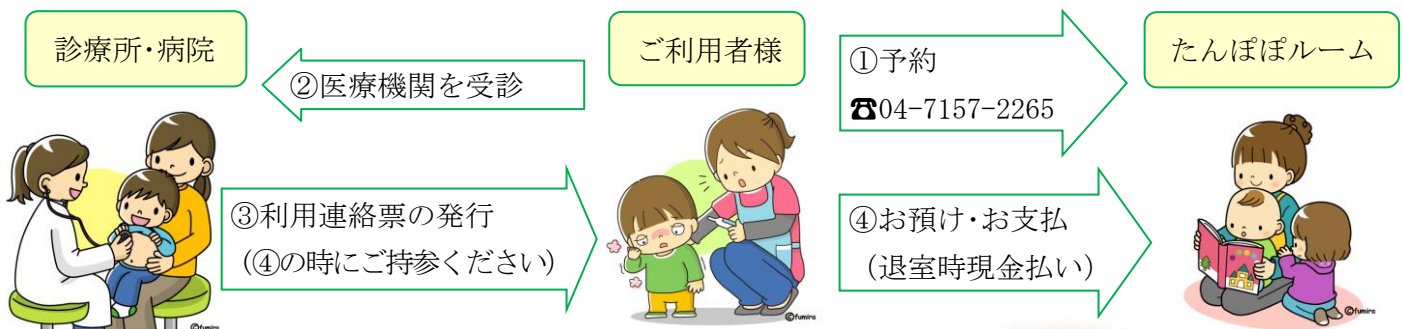 診療所・病院
ご利用者様
たんぽぽルーム
①予約
☎04-7157-2265
②医療機関を受診
③利用連絡票の発行
(④の時にご持参ください)
④お預け・お支払
(退室時現金払い)
©fumira
©fumira
©fumira